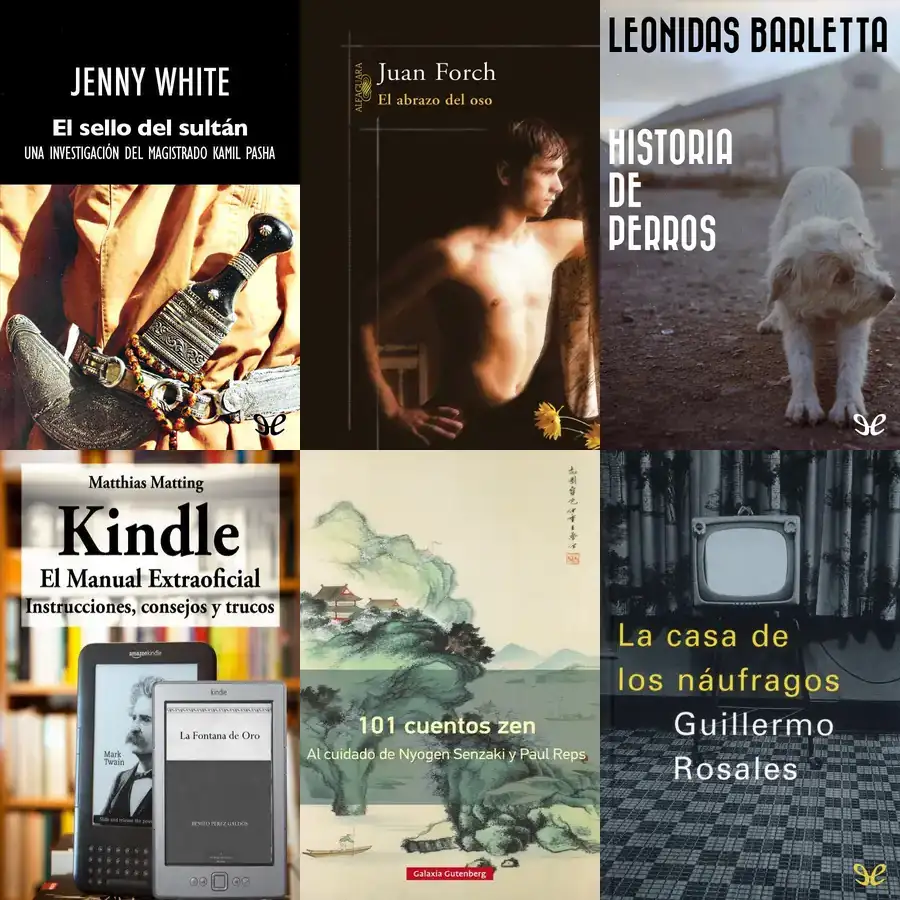 JENNY WHITE
El sello del sultán
UNA INVESTIGACIÓN DEL MAGISTRADO KAMIL PASHA
ALFAGUARA
Juan Forch
El abrazo del oso
LEONIDAS BARLETTA
HISTORIA
DE
PERROS
Matthias Matting
Kindle
El Manual Extraoficial
Instrucciones, consejos y trucos
amazonkindle
Mark
Twain
kindle
La Fontana de Oro
BENITO PÉREZ GALDÓS
101 cuentos zen
Al cuidado de Nyogen Senzaki y Paul Reps
Galaxia Gutenberg
La casa de
los náufragos
Guillermo
Rosales